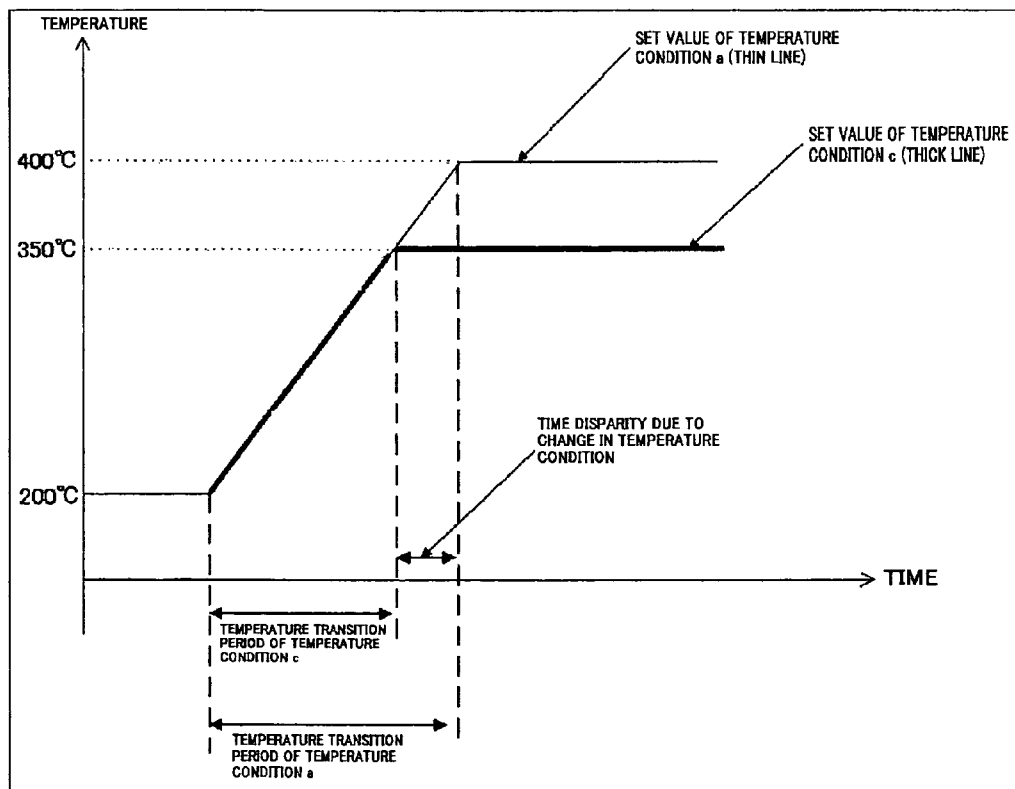 TEMPERATURE
SET VALUE OF TEMPERATURE
CONDITION a (THIN LINE)
SET VALUE OF TEMPERATURE
CONDITION c (THICK LINE)
400°C
350°C
TIME DISPARITY DUE TO
CHANGE IN TEMPERATURE
CONDITION
200°C
TIME
TEMPERATURE TRANSITION
PERIOD OF TEMPERATURE
CONDITION c
TEMPERATURE TRANSITION
PERIOD OF TEMPERATURE
CONDITION a